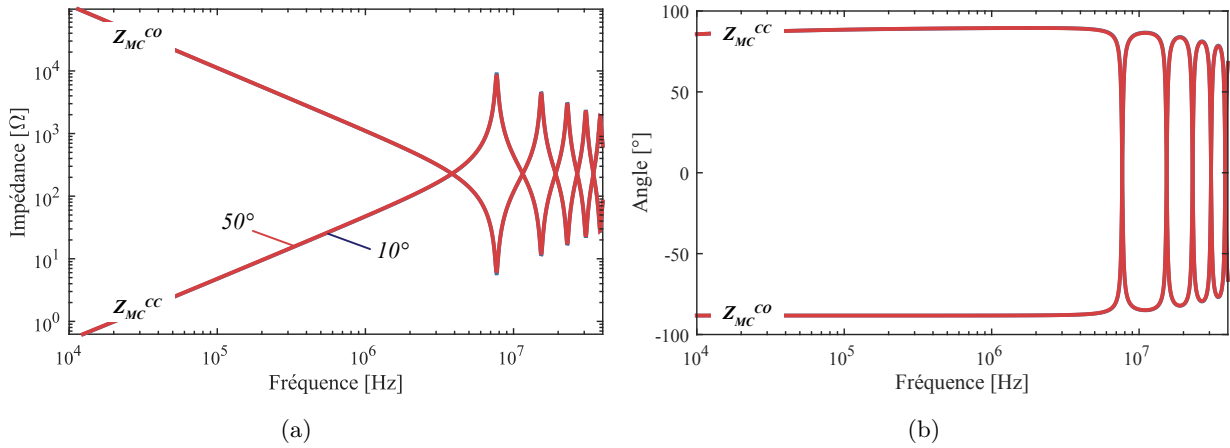 Z_MC^CO
10^4
10^3
10^2
10^1
10^0
Impédance [Ω]
50°
10°
Z_MC^CC
10^4 10^5 10^6 10^7
Fréquence [Hz]
(a)
100
50
0
-50
-100
Angle [°]
Z_MC^CC
Z_MC^CO
10^4 10^5 10^6 10^7
Fréquence [Hz]
(b)